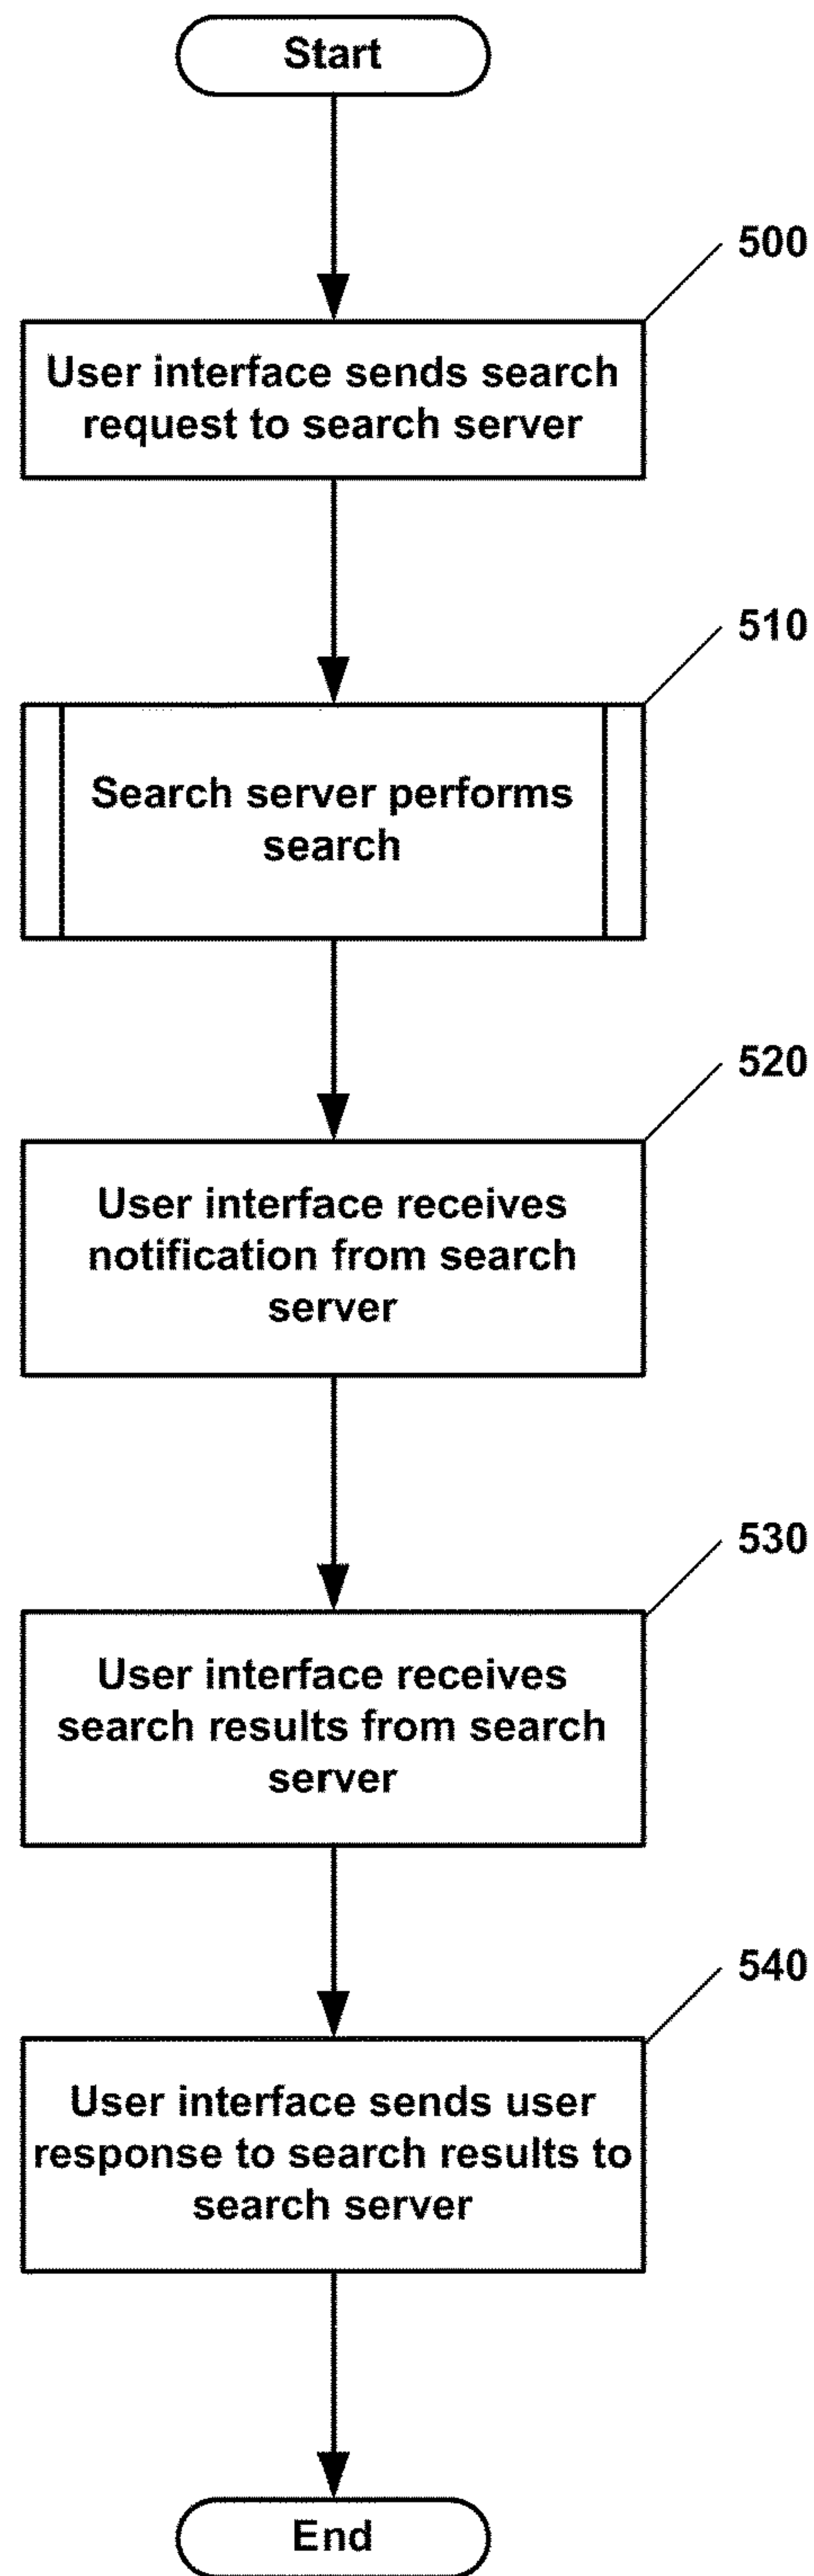 Start
500
User interface sends search
request to search server
510
Search server performs
search
520
User interface receives
notification from search
server
530
User interface receives
search results from search
server
540
User interface sends user
response to search results to
search server
End